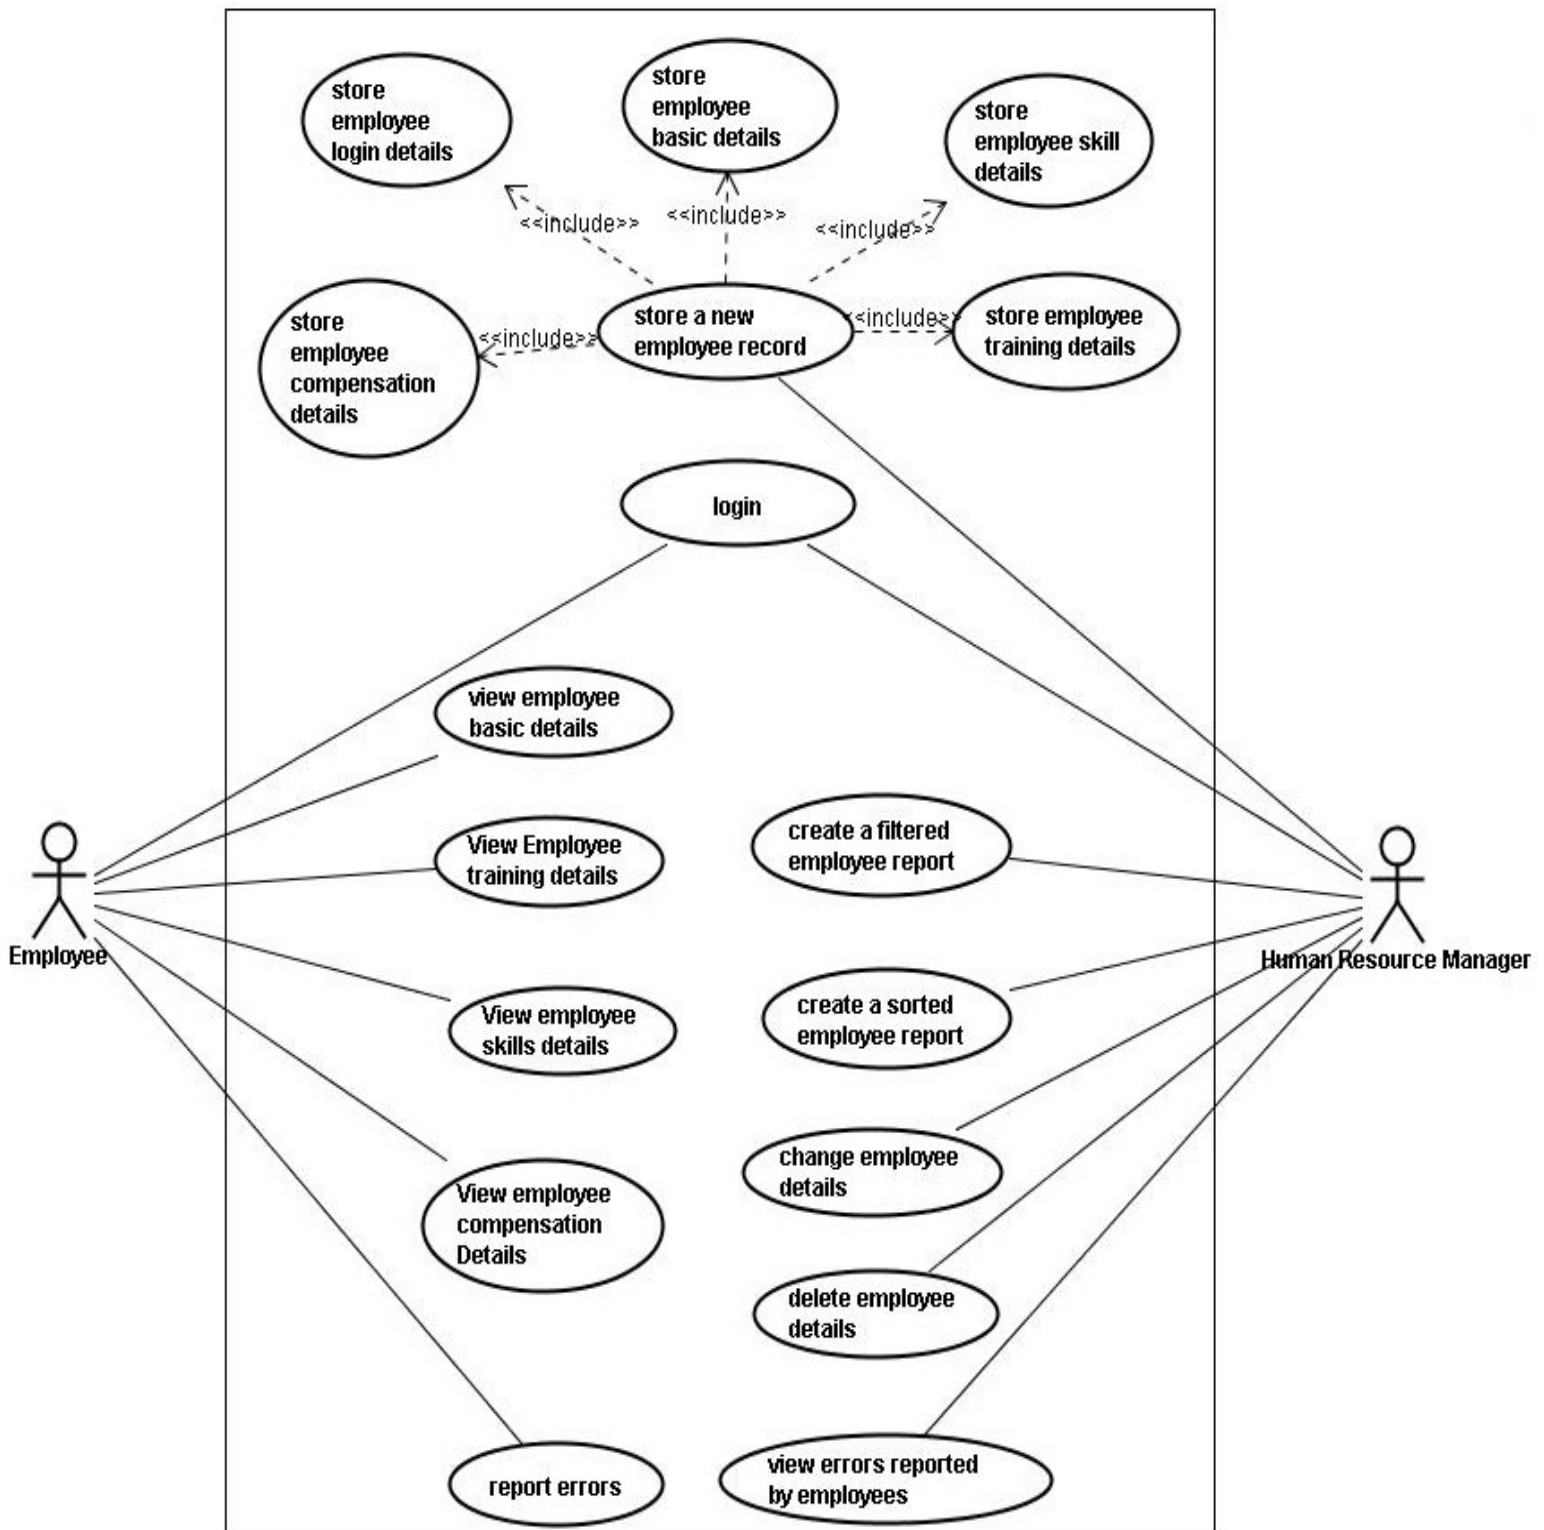 store
employee
login details
store
employee
basic details
store
employee skill
details
<<include>>
<<include>>
<<include>>
store
employee
compensation
details
<<include>>
store a new
employee record
<<include>>
store employee
training details
login
view employee
basic details
View Employee
training details
create a filtered
employee report
Employee
Human Resource Manager
View employee
skills details
create a sorted
employee report
View employee
compensation
Details
change employee
details
delete employee
details
report errors
view errors reported
by employees